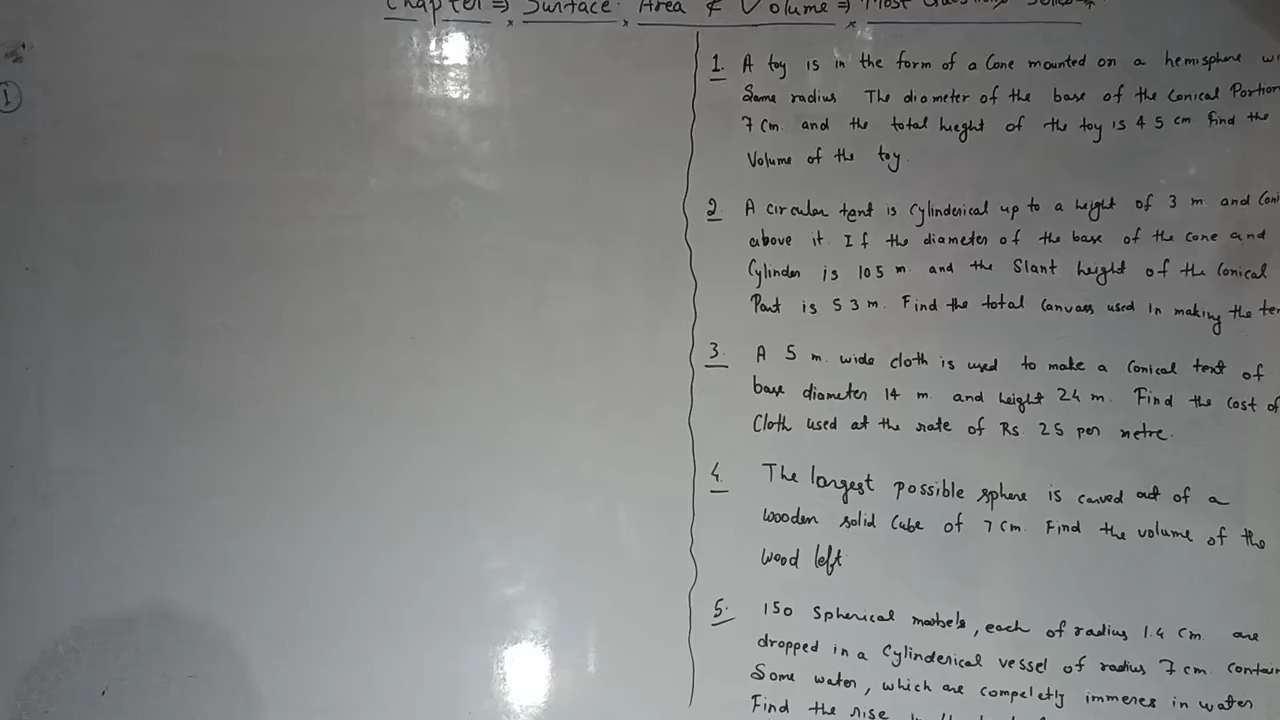 Chapter ⇒ Surface Area & Volume ⇒ Most
1
1. A toy is in the form of a Cone mounted on a hemisphere
Same radius The diameter of the base of the Conical Portion
7 cm. and the total hieght of the toy is 4 5 cm Find the
Volume of the toy.
2. A circular tent is Cylinderical up to a height of 3 m. and
above it. If the diameter of the base of the cone and
Cylinder is 105 m. and the Slant height of the Conical
Part is 53 m. Find the total Canvass used in making the
3. A 5 m. wide cloth is used to make a Conical tent of
base diameter 14 m. and height 24 m. Find the cost of
Cloth used at the rate of Rs. 25 per metre.
4. The largest possible sphere is carved out of a
wooden solid Cube of 7 cm. Find the volume of the
wood left
5. 150 Spherical marbels, each of radius 1.4 cm. are
dropped in a Cylinderical vessel of radius 7 cm.
Some water, which are compeletly immeres in water
Find the rise